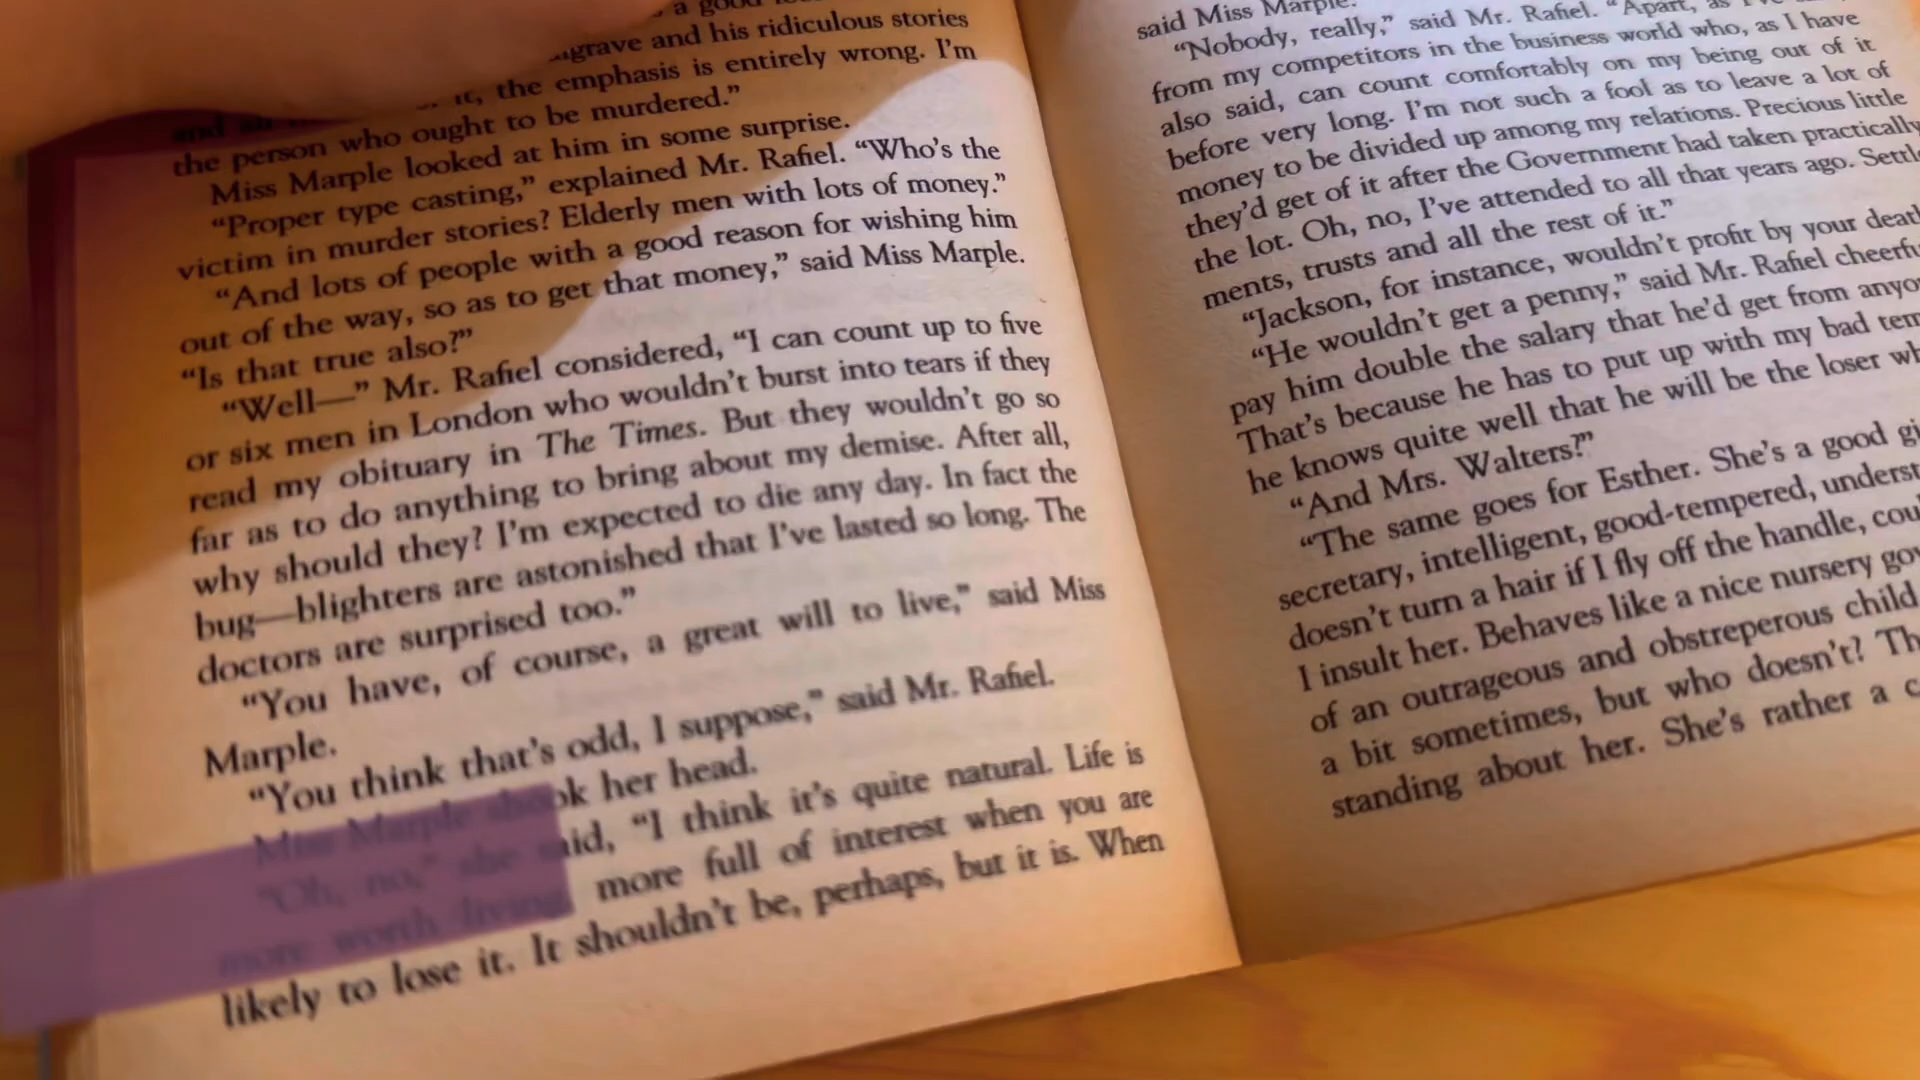 a good
and his ridiculous stories
it, the emphasis is entirely wrong. I'm
the person who ought to be murdered.”
Miss Marple looked at him in some surprise.
“Proper type casting,” explained Mr. Rafiel. “Who's the
victim in murder stories? Elderly men with lots of money.”
“And lots of people with a good reason for wishing him
out of the way, so as to get that money,” said Miss Marple.
“Is that true also?”
“Well—” Mr. Rafiel considered, “I can count up to five
or six men in London who wouldn't burst into tears if they
read my obituary in The Times. But they wouldn't go so
far as to do anything to bring about my demise. After all,
why should they? I'm expected to die any day. In fact the
bug—blighters are astonished that I've lasted so long. The
doctors are surprised too.”
“You have, of course, a great will to live,” said Miss
Marple.
“You think that's odd, I suppose,” said Mr. Rafiel.
Miss Marple shook her head.
“Oh, no,” she said, “I think it's quite natural. Life is
more worth living, more full of interest when you are
likely to lose it. It shouldn't be, perhaps, but it is. When
said Miss Marple.
“Nobody, really,” said Mr. Rafiel. “Apart, as I've
from my competitors in the business world who, as I have
also said, can count comfortably on my being out of it
before very long. I'm not such a fool as to leave a lot of
money to be divided up among my relations. Precious little
they'd get of it after the Government had taken practically
the lot. Oh, no, I've attended to all that years ago. Settle
ments, trusts and all the rest of it.”
“Jackson, for instance, wouldn't profit by your death
“He wouldn't get a penny,” said Mr. Rafiel cheerfu
pay him double the salary that he'd get from anyon
That's because he has to put up with my bad tem
he knows quite well that he will be the loser wh
“And Mrs. Walters?”
“The same goes for Esther. She's a good gi
secretary, intelligent, good-tempered, underst
doesn't turn a hair if I fly off the handle, cou
I insult her. Behaves like a nice nursery gov
of an outrageous and obstreperous child
a bit sometimes, but who doesn't? Th
standing about her. She's rather a c